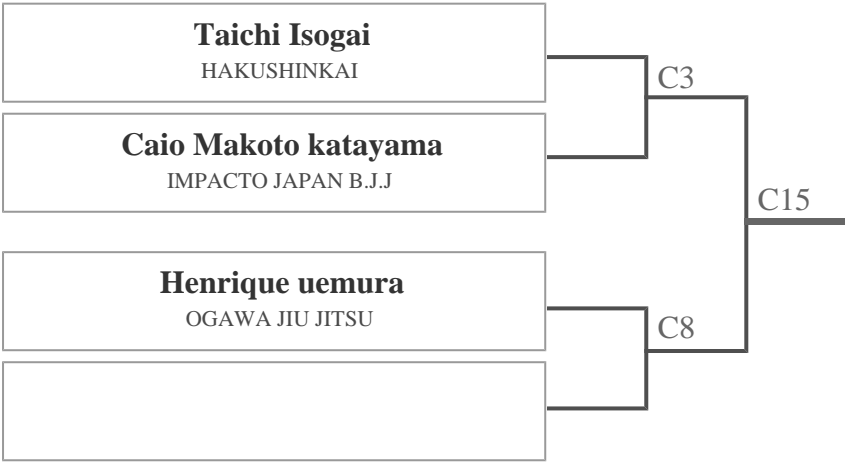 Taichi Isogai
HAKUSHINKAI
C3
Caio Makoto katayama
IMPACTO JAPAN B.J.J
C15
Henrique uemura
OGAWA JIU JITSU
C8